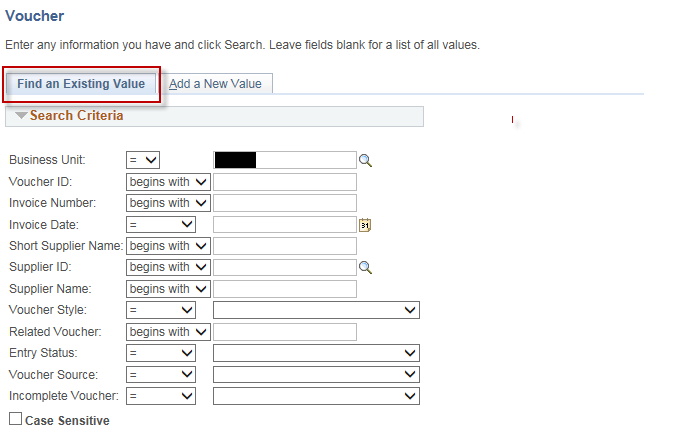 Voucher
Enter any information you have and click Search. Leave fields blank for a list of all values.
Find an Existing Value Add a New Value
Search Criteria
Business Unit: =
Voucher ID: begins with
Invoice Number: begins with
Invoice Date: = 31
Short Supplier Name: begins with
Supplier ID: begins with
Supplier Name: begins with
Voucher Style: =
Related Voucher: begins with
Entry Status: =
Voucher Source: =
Incomplete Voucher: =
Case Sensitive